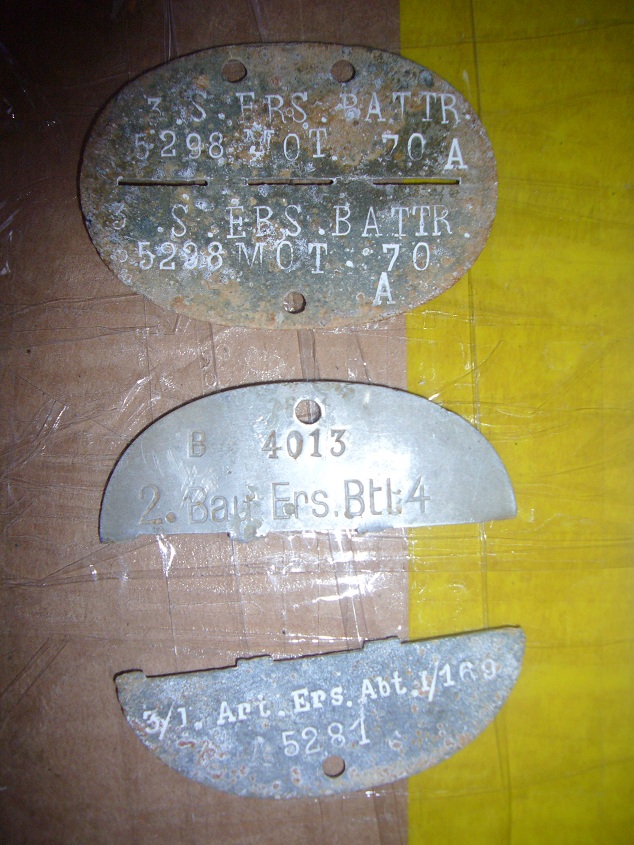 3. S. ERS. BATTR.
5298 MOT. 70 A
3. S. ERS. BATTR.
5298 MOT. 70
A
B 4013
2. Bau Ers. Btl. 4
3/J. Art. Ers. Abt. I/169
A 5281